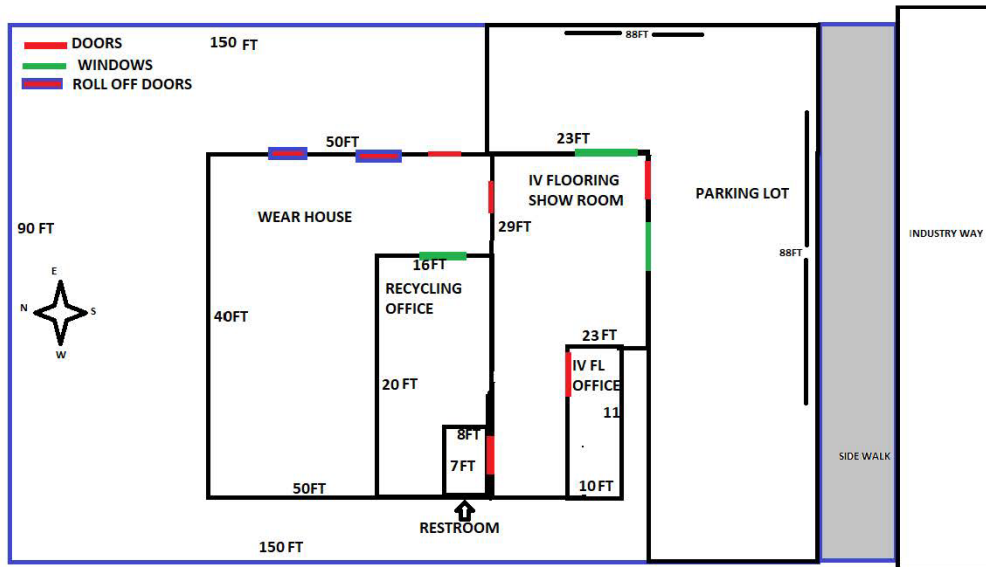 150 FT
88FT
DOORS
WINDOWS
ROLL OFF DOORS
50FT
23FT
IV FLOORING
SHOW ROOM
PARKING LOT
WEAR HOUSE
90 FT
29FT
INDUSTRY WAY
88FT
E
N
S
W
16FT
RECYCLING
OFFICE
40FT
23 FT
IV FL
OFFICE
20 FT
11
8FT
7FT
SIDE WALK
50FT
10 FT
RESTROOM
150 FT